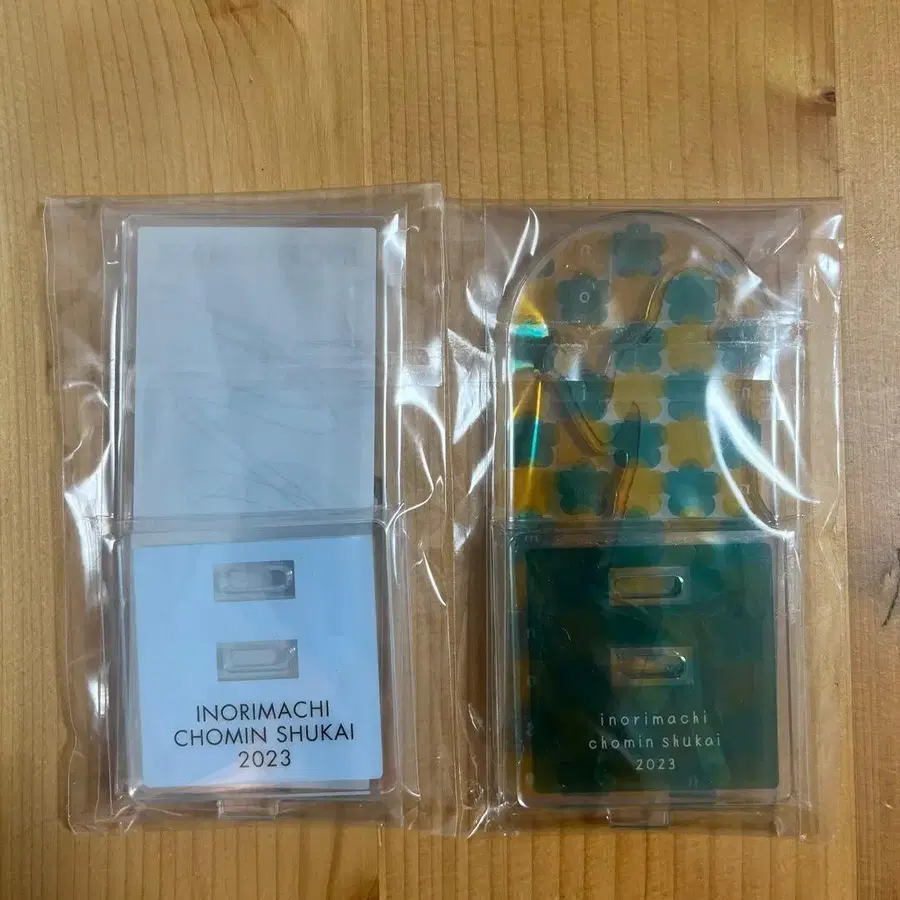 INORIMACHI
CHOMIN SHUKAI
2023
inorimachi
chomin shukai
2023